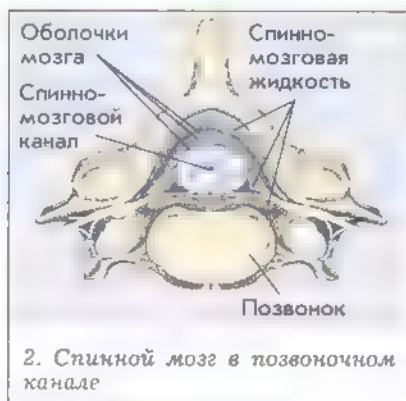 Оболочки
мозга
Спинно-
мозговой
канал
Спинно-
мозговая
жидкость
Позвонок
2. Спинной мозг в позвоночном
канале